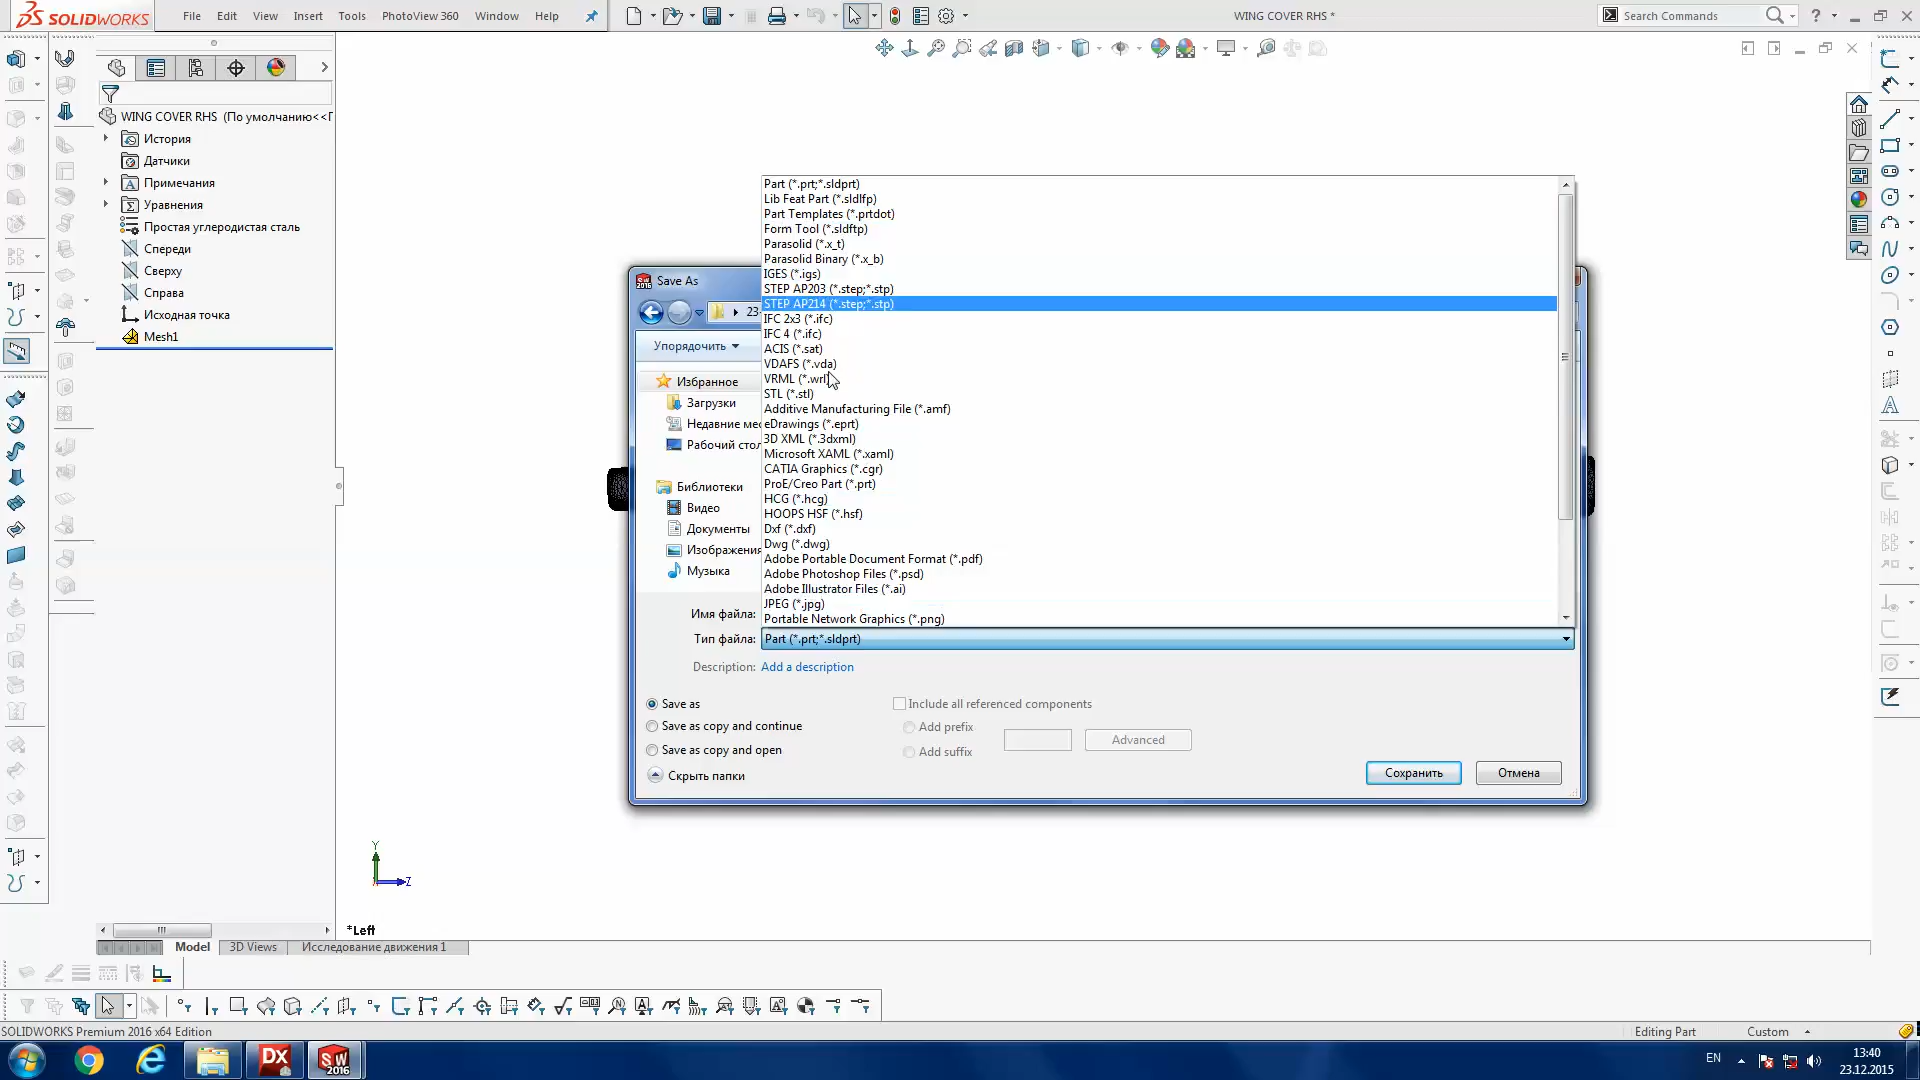 SOLIDWORKS
File Edit View Insert Tools PhotoView 360 Window Help
WING COVER RHS *
Search Commands
WING COVER RHS (По умолчанию<<Г
История
Датчики
Примечания
Уравнения
Простая углеродистая сталь
Спереди
Сверху
Справа
Исходная точка
Mesh1
Save As
23-
Упорядочить
Избранное
Загрузки
Недавние мес
Рабочий стол
Библиотеки
Видео
Документы
Изображения
Музыка
Part (*.prt;*.sldprt)
Lib Feat Part (*.sldlfp)
Part Templates (*.prtdot)
Form Tool (*.sldftp)
Parasolid (*.x_t)
Parasolid Binary (*.x_b)
IGES (*.igs)
STEP AP203 (*.step;*.stp)
STEP AP214 (*.step;*.stp)
IFC 2x3 (*.ifc)
IFC 4 (*.ifc)
ACIS (*.sat)
VDAFS (*.vda)
VRML (*.wrl)
STL (*.stl)
Additive Manufacturing File (*.amf)
eDrawings (*.eprt)
3D XML (*.3dxml)
Microsoft XAML (*.xaml)
CATIA Graphics (*.cgr)
ProE/Creo Part (*.prt)
HCG (*.hcg)
HOOPS HSF (*.hsf)
Dxf (*.dxf)
Dwg (*.dwg)
Adobe Portable Document Format (*.pdf)
Adobe Photoshop Files (*.psd)
Adobe Illustrator Files (*.ai)
JPEG (*.jpg)
Portable Network Graphics (*.png)
Имя файла:
Тип файла: Part (*.prt;*.sldprt)
Description: Add a description
Save as
Save as copy and continue
Save as copy and open
Include all referenced components
Add prefix
Add suffix
Advanced
Скрыть папки
Сохранить
Отмена
Y
Z
*Left
Model 3D Views Исследование движения 1
SOLIDWORKS Premium 2016 x64 Edition
Editing Part
Custom
DX
SW
2016
EN
13:40
23.12.2015